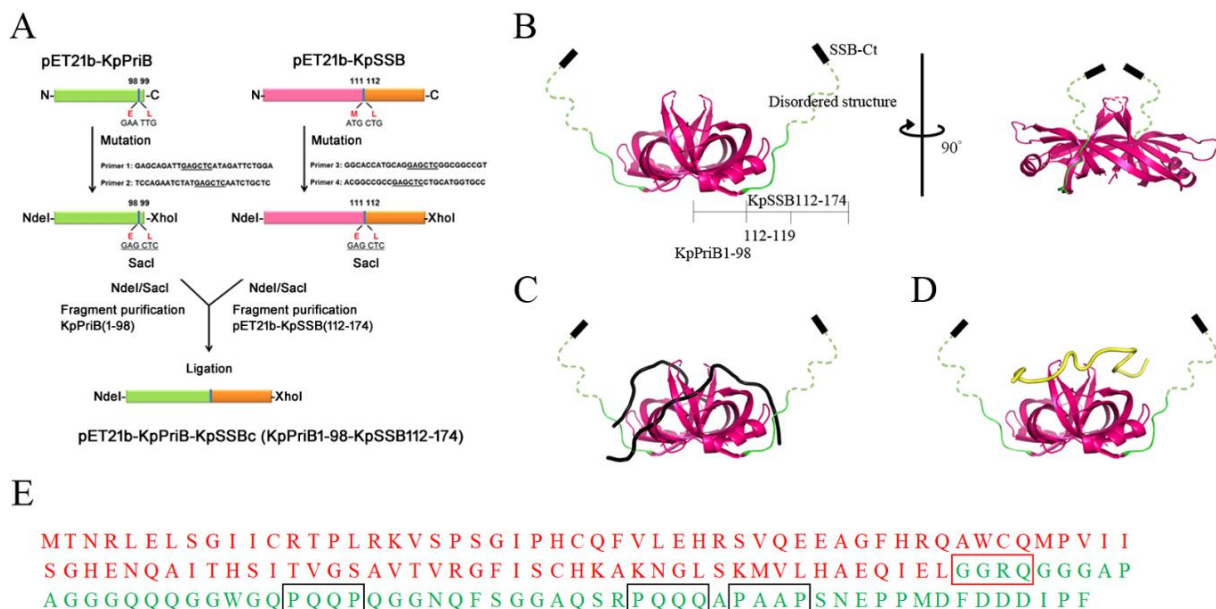 A
pET21b-KpPriB
pET21b-KpSSB
98 99
111 112
N- -C
N- -C
E L
M L
GAA TTG
ATG CTG
Mutation
Mutation
Primer 1: GAGCAGATTGAGCTCATAGATTCTGGA
Primer 3: GGCACCATGCAGGAGCTCGGCGGCCGT
Primer 2: TCCAGAATCTATGAGCTCAATCTGCTC
Primer 4: ACGGCCGCCGAGCTCCTGCATGGTGCC
98 99
111 112
NdeI- -XhoI
NdeI- -XhoI
E L
E L
GAG CTC
GAG CTC
SacI
SacI
NdeI/SacI
NdeI/SacI
Fragment purification
Fragment purification
KpPriB(1-98)
pET21b-KpSSB(112-174)
Ligation
NdeI- -XhoI
pET21b-KpPriB-KpSSBc (KpPriB1-98-KpSSB112-174)
B
SSB-Ct
Disordered structure
90°
KpSSB112-174
112-119
KpPriB1-98
C
D
E
M T N R L E L S G I I C R T P L R K V S P S G I P H C Q F V L E H R S V Q E E A G F H R Q A W C Q M P V I I
S G H E N Q A I T H S I T V G S A V T V R G F I S C H K A K N G L S K M V L H A E Q I E L G G R Q G G G A P
A G G G Q Q Q G G W G Q P Q Q P Q G G N Q F S G G A Q S R P Q Q Q A P A A P S N E P P M D F D D D I P F